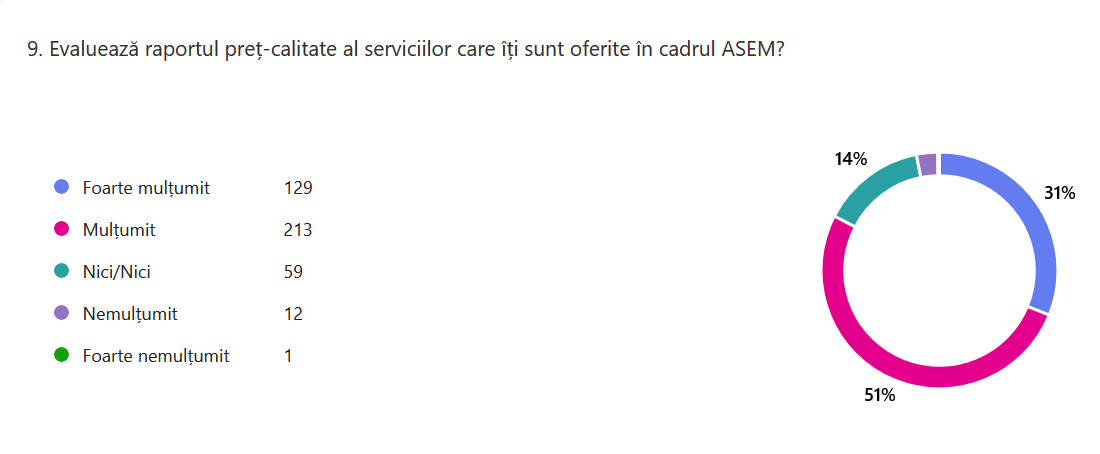 9. Evaluează raportul preț-calitate al serviciilor care îți sunt oferite în cadrul ASEM?
Foarte mulțumit 129
Mulțumit 213
Nici/Nici 59
Nemulțumit 12
Foarte nemulțumit 1
14%
31%
51%